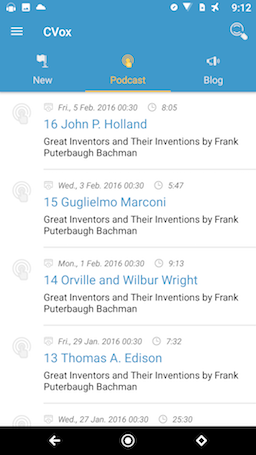 9:12
CVox
New
Podcast
Blog
Fri., 5 Feb. 2016 00:30 8:05
16 John P. Holland
Great Inventors and Their Inventions by Frank
Puterbaugh Bachman
Wed., 3 Feb. 2016 00:30 5:47
15 Guglielmo Marconi
Great Inventors and Their Inventions by Frank
Puterbaugh Bachman
Mon., 1 Feb. 2016 00:30 9:13
14 Orville and Wilbur Wright
Great Inventors and Their Inventions by Frank
Puterbaugh Bachman
Fri., 29 Jan. 2016 00:30 7:32
13 Thomas A. Edison
Great Inventors and Their Inventions by Frank
Puterbaugh Bachman
Wed., 27 Jan. 2016 00:30 25:30